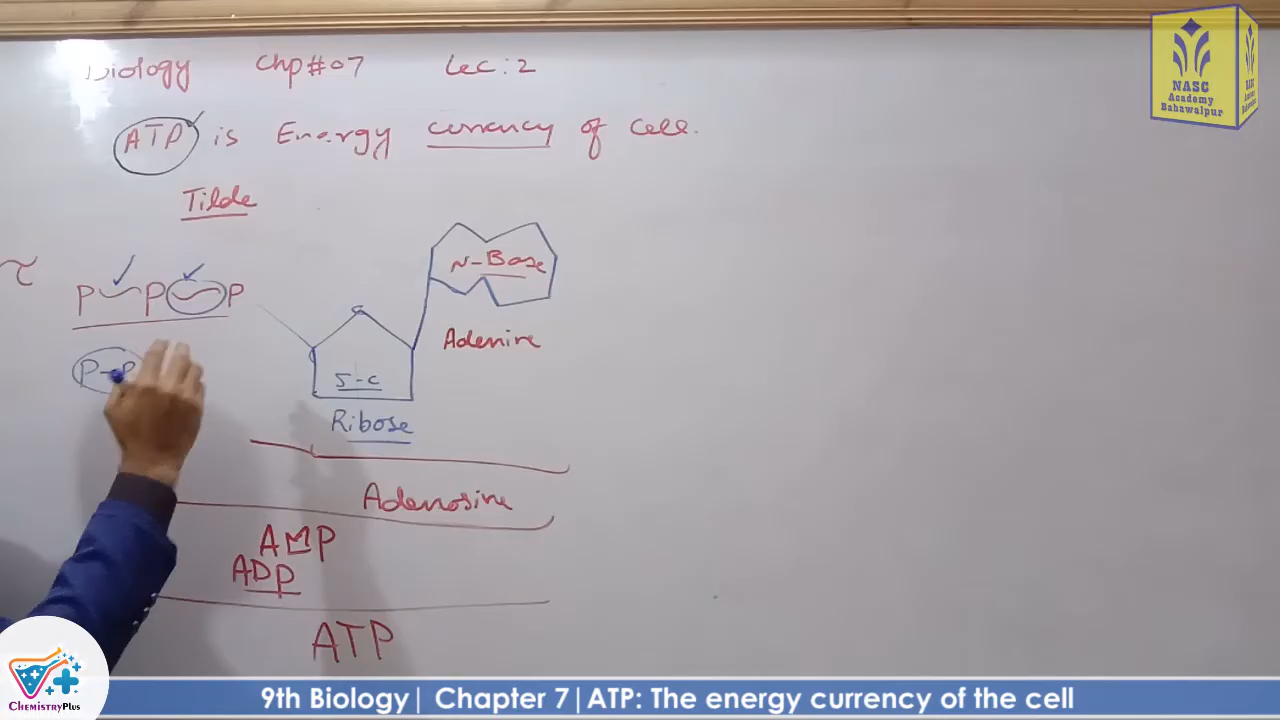 Biology Chp#07 Lec:2
ATP is Energy currency of Cell.
Tilde
P P P
N-Base
Adenine
P-P
5-C
Ribose
Adenosine
AMP
ADP
ATP
NASC
Academy
Bahawalpur
ChemistryPlus
9th Biology| Chapter 7|ATP: The energy currency of the cell